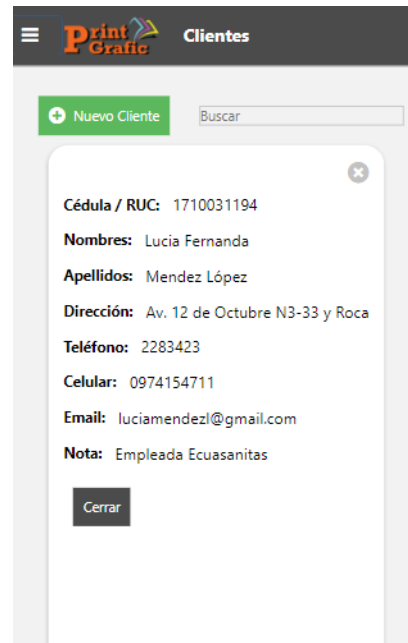 Print Grafic
Clientes
Nuevo Cliente
Buscar
Cédula / RUC: 1710031194
Nombres: Lucia Fernanda
Apellidos: Mendez López
Dirección: Av. 12 de Octubre N3-33 y Roca
Teléfono: 2283423
Celular: 0974154711
Email: luciamendezl@gmail.com
Nota: Empleada Ecuasanitas
Cerrar